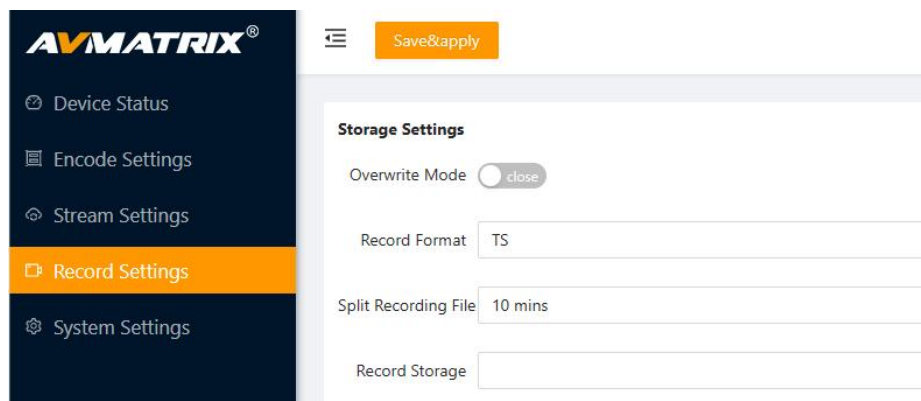 AVMATRIX®
Save&apply
Device Status
Encode Settings
Stream Settings
Record Settings
System Settings
Storage Settings
Overwrite Mode close
Record Format TS
Split Recording File 10 mins
Record Storage